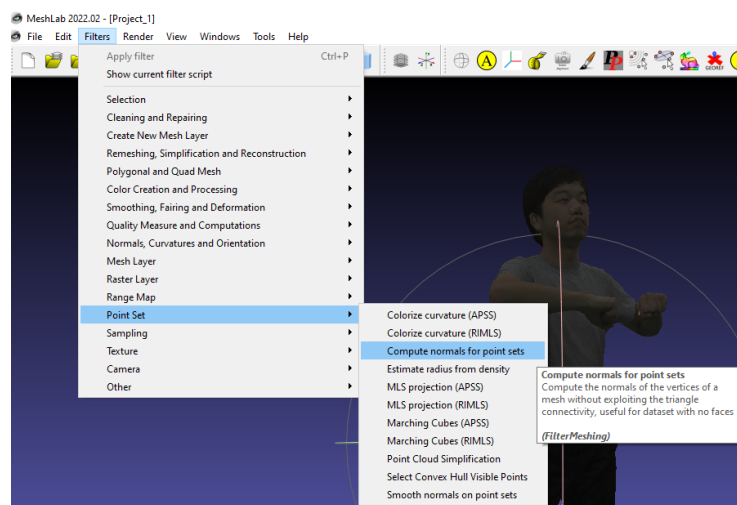 MeshLab 2022.02 - [Project_1]
File Edit Filters Render View Windows Tools Help
Apply filter Ctrl+P
Show current filter script
Selection
Cleaning and Repairing
Create New Mesh Layer
Remeshing, Simplification and Reconstruction
Polygonal and Quad Mesh
Color Creation and Processing
Smoothing, Fairing and Deformation
Quality Measure and Computations
Normals, Curvatures and Orientation
Mesh Layer
Raster Layer
Range Map
Point Set
Sampling
Texture
Camera
Other
Colorize curvature (APSS)
Colorize curvature (RIMLS)
Compute normals for point sets
Estimate radius from density
MLS projection (APSS)
MLS projection (RIMLS)
Marching Cubes (APSS)
Marching Cubes (RIMLS)
Point Cloud Simplification
Select Convex Hull Visible Points
Smooth normals on point sets
Compute normals for point sets
Compute the normals of the vertices of a
mesh without exploiting the triangle
connectivity, useful for dataset with no faces
(FilterMeshing)
A
PP
GEOREF